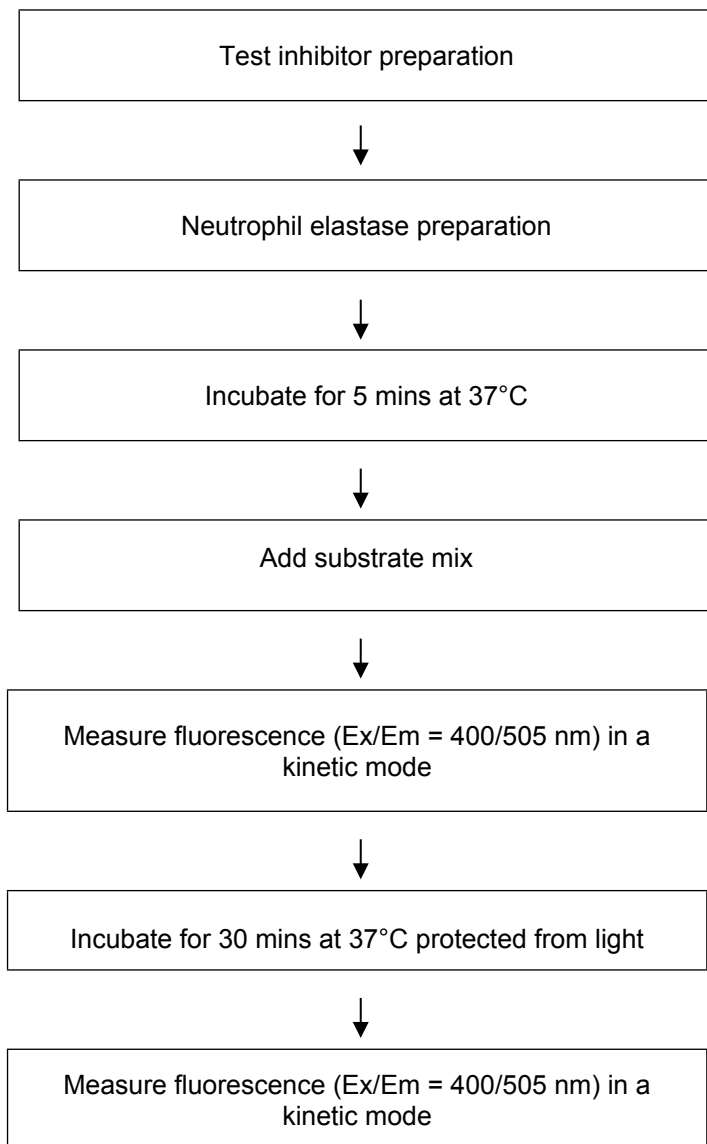 Test inhibitor preparation
Neutrophil elastase preparation
Incubate for 5 mins at 37°C
Add substrate mix
Measure fluorescence (Ex/Em = 400/505 nm) in a
kinetic mode
Incubate for 30 mins at 37°C protected from light
Measure fluorescence (Ex/Em = 400/505 nm) in a
kinetic mode